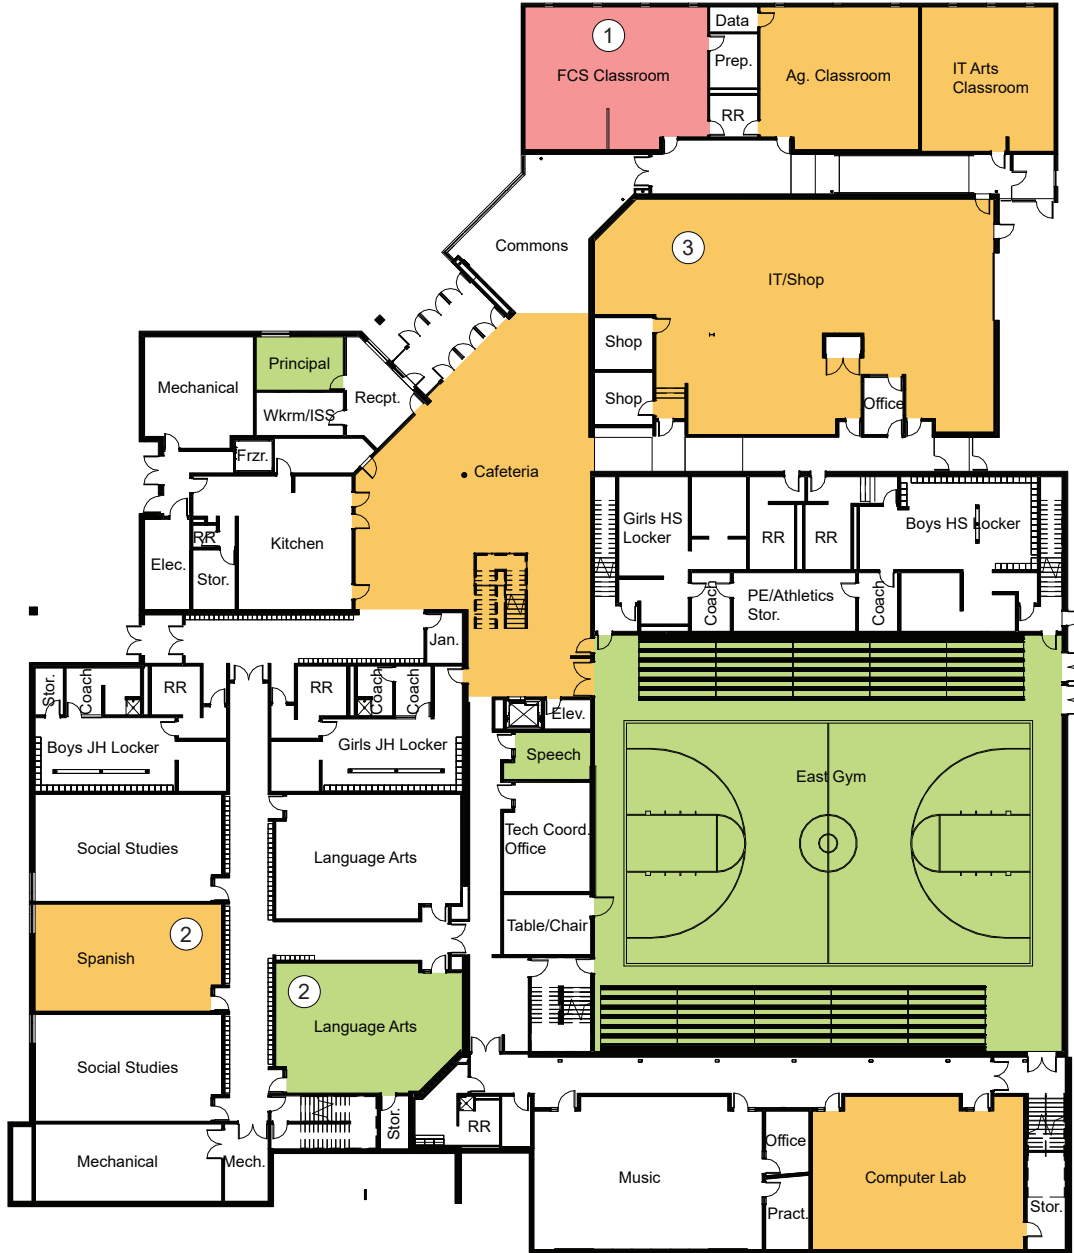 1
FCS Classroom
Data
Prep.
RR
Ag. Classroom
IT Arts
Classroom
Commons
3
IT/Shop
Shop
Shop
Office
Principal
Mechanical
Wkrm/ISS
Recpt.
Frzr.
Cafeteria
Kitchen
RR
Elec.
Stor.
Girls HS
Locker
RR
RR
Boys HS Locker
Coach
PE/Athletics
Stor.
Coach
Jan.
Stor.
Coach
RR
RR
Coach
Coach
Elev.
Boys JH Locker
Girls JH Locker
Speech
East Gym
Social Studies
Language Arts
Tech Coord.
Office
Table/Chair
2
Spanish
2
Language Arts
Social Studies
Stor.
RR
Mechanical
Mech.
Music
Office
Pract.
Computer Lab
Stor.